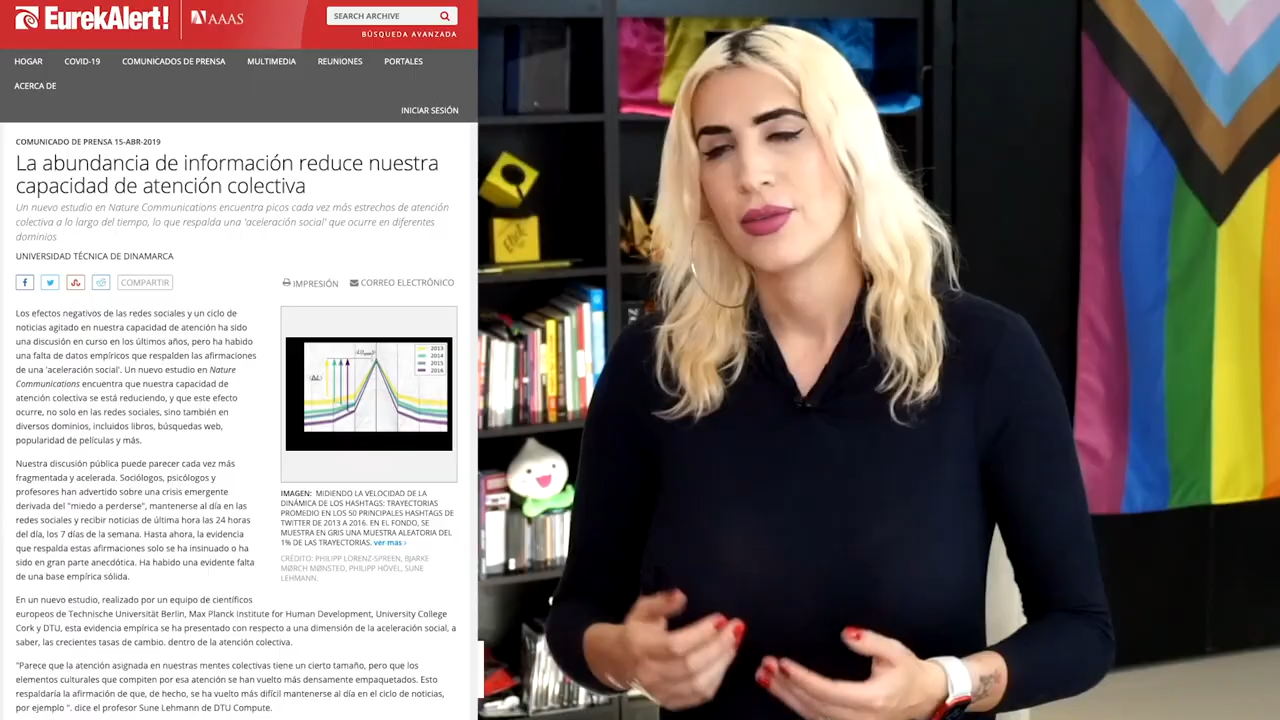 EurekAlert!
AAAS
SEARCH ARCHIVE
BÚSQUEDA AVANZADA
HOGAR COVID-19 COMUNICADOS DE PRENSA MULTIMEDIA REUNIONES PORTALES
ACERCA DE
INICIAR SESIÓN
COMUNICADO DE PRENSA 15-ABR-2019
La abundancia de información reduce nuestra
capacidad de atención colectiva
Un nuevo estudio en Nature Communications encuentra picos cada vez más estrechos de atención
colectiva a lo largo del tiempo, lo que respalda una 'aceleración social' que ocurre en diferentes
dominios
UNIVERSIDAD TÉCNICA DE DINAMARCA
COMPARTIR
IMPRESIÓN CORREO ELECTRÓNICO
Los efectos negativos de las redes sociales y un ciclo de
noticias agitado en nuestra capacidad de atención ha sido
una discusión en curso en los últimos años, pero ha habido
una falta de datos empíricos que respalden las afirmaciones
de una 'aceleración social'. Un nuevo estudio en Nature
Communications encuentra que nuestra capacidad de
atención colectiva se está reduciendo, y que este efecto
ocurre, no solo en las redes sociales, sino también en
diversos dominios, incluidos libros, búsquedas web,
popularidad de películas y más.
2013
2014
2015
2016
Nuestra discusión pública puede parecer cada vez más
fragmentada y acelerada. Sociólogos, psicólogos y
profesores han advertido sobre una crisis emergente
derivada del "miedo a perderse", mantenerse al día en las
redes sociales y recibir noticias de última hora las 24 horas
del día, los 7 días de la semana. Hasta ahora, la evidencia
que respalda estas afirmaciones solo se ha insinuado o ha
sido en gran parte anecdótica. Ha habido una evidente falta
de una base empírica sólida.
IMAGEN: MIDIENDO LA VELOCIDAD DE LA
DINÁMICA DE LOS HASHTAGS: TRAYECTORIAS
PROMEDIO EN LOS 50 PRINCIPALES HASHTAGS DE
TWITTER DE 2013 A 2016. EN EL FONDO, SE
MUESTRA EN GRIS UNA MUESTRA ALEATORIA DEL
1% DE LAS TRAYECTORIAS. ver mas >
CRÉDITO: PHILIPP LORENZ-SPREEN, BJARKE
MØRCH MØNSTED, PHILIPP HÖVEL, SUNE
LEHMANN.
En un nuevo estudio, realizado por un equipo de científicos
europeos de Technische Universität Berlin, Max Planck Institute for Human Development, University College
Cork y DTU, esta evidencia empírica se ha presentado con respecto a una dimensión de la aceleración social, a
saber, las crecientes tasas de cambio. dentro de la atención colectiva.
"Parece que la atención asignada en nuestras mentes colectivas tiene un cierto tamaño, pero que los
elementos culturales que compiten por esa atención se han vuelto más densamente empaquetados. Esto
respaldaría la afirmación de que, de hecho, se ha vuelto más difícil mantenerse al día en el ciclo de noticias,
por ejemplo ". dice el profesor Sune Lehmann de DTU Compute.